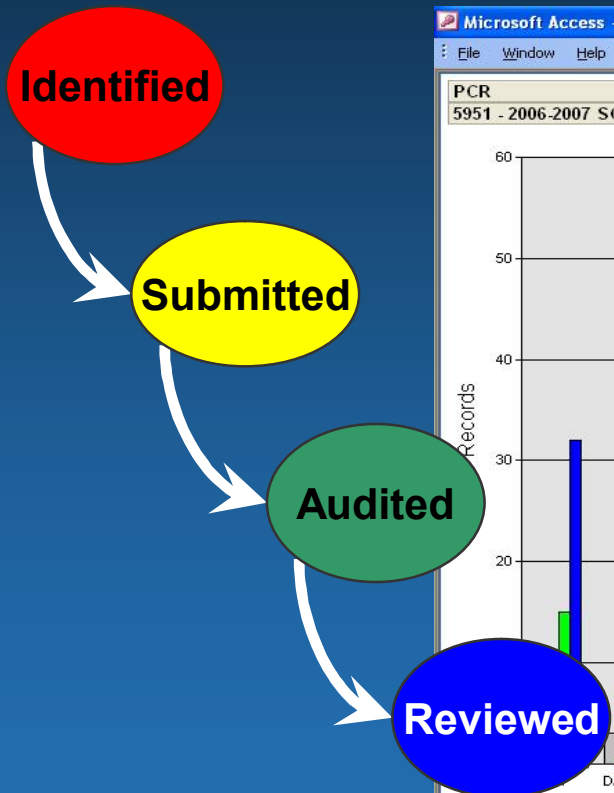 Identified
Submitted
Audited
Reviewed
Microsoft Access
File Window Help
PCR
5951 - 2006-2007
60
50
40
30
20
Records